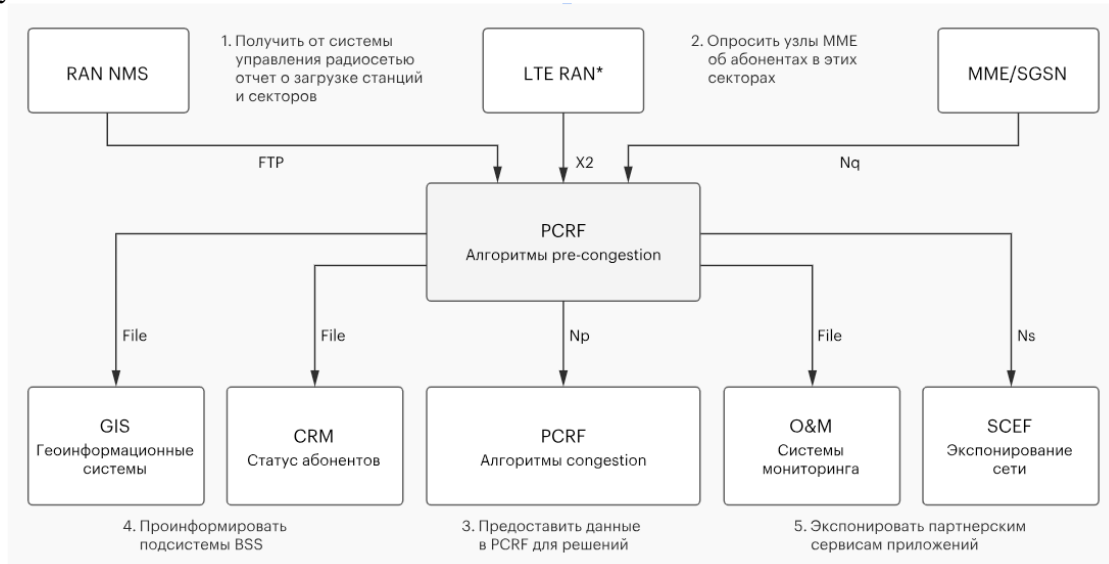 1. Получить от системы
управления радиосетью
отчет о загрузке станций
и секторов
2. Опросить узлы MME
об абонентах в этих
секторах
RAN NMS
LTE RAN*
MME/SGSN
FTP
X2
Nq
PCRF
Алгоритмы pre-congestion
File
File
Np
File
Ns
GIS
Геоинформационные
системы
CRM
Статус абонентов
PCRF
Алгоритмы congestion
O&M
Системы
мониторинга
SCEF
Экспонирование
сети
4. Проинформировать
подсистемы BSS
3. Предоставить данные
в PCRF для решений
5. Экспонировать партнерским
сервисам приложений